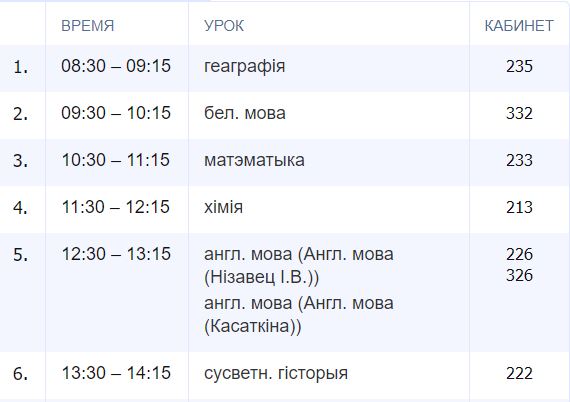 ВРЕМЯ УРОК КАБИНЕТ
1. 08:30 – 09:15 геаграфія 235
2. 09:30 – 10:15 бел. мова 332
3. 10:30 – 11:15 матэматыка 233
4. 11:30 – 12:15 хімія 213
5. 12:30 – 13:15 англ. мова (Англ. мова 226
(Нізавец І.В.)) 326
англ. мова (Англ. мова
(Касаткіна))
6. 13:30 – 14:15 сусветн. гісторыя 222